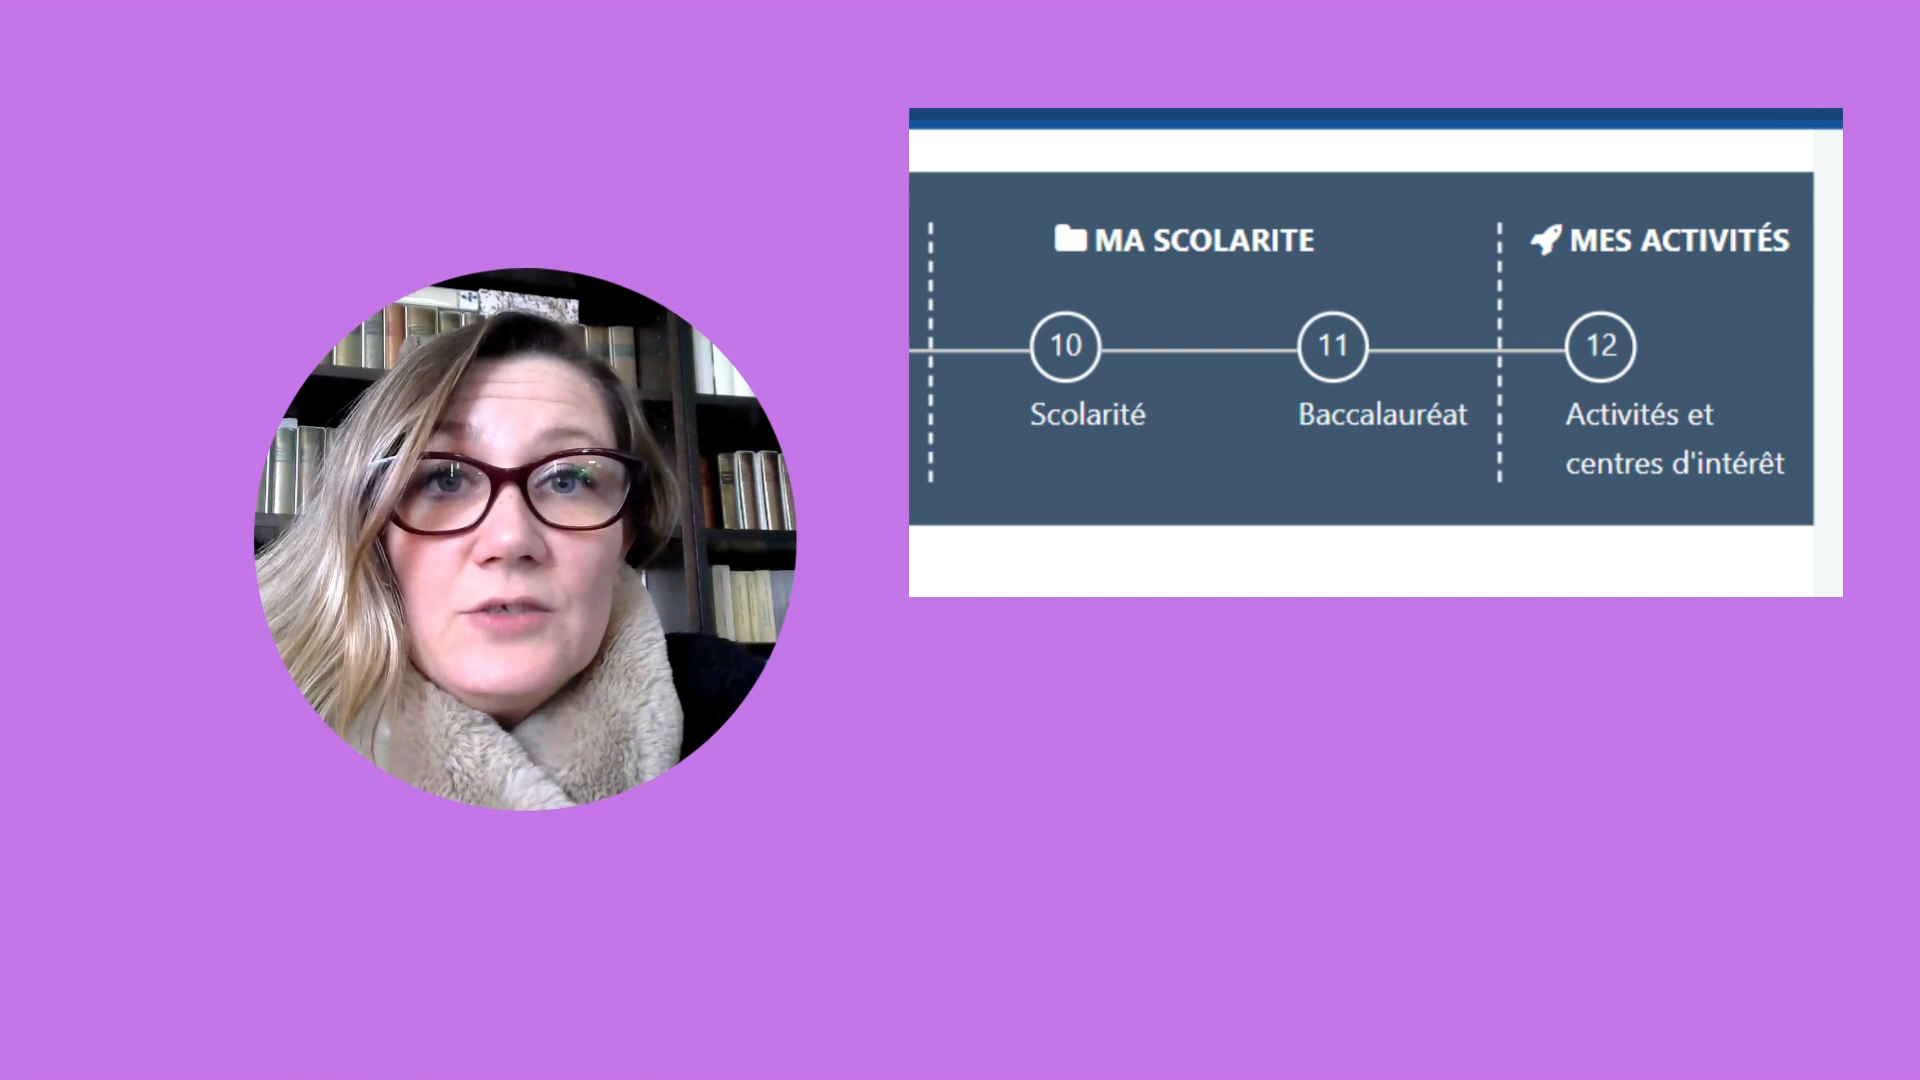 MA SCOLARITE
MES ACTIVITÉS
10
11
12
Scolarité
Baccalauréat
Activités et
centres d'intérêt